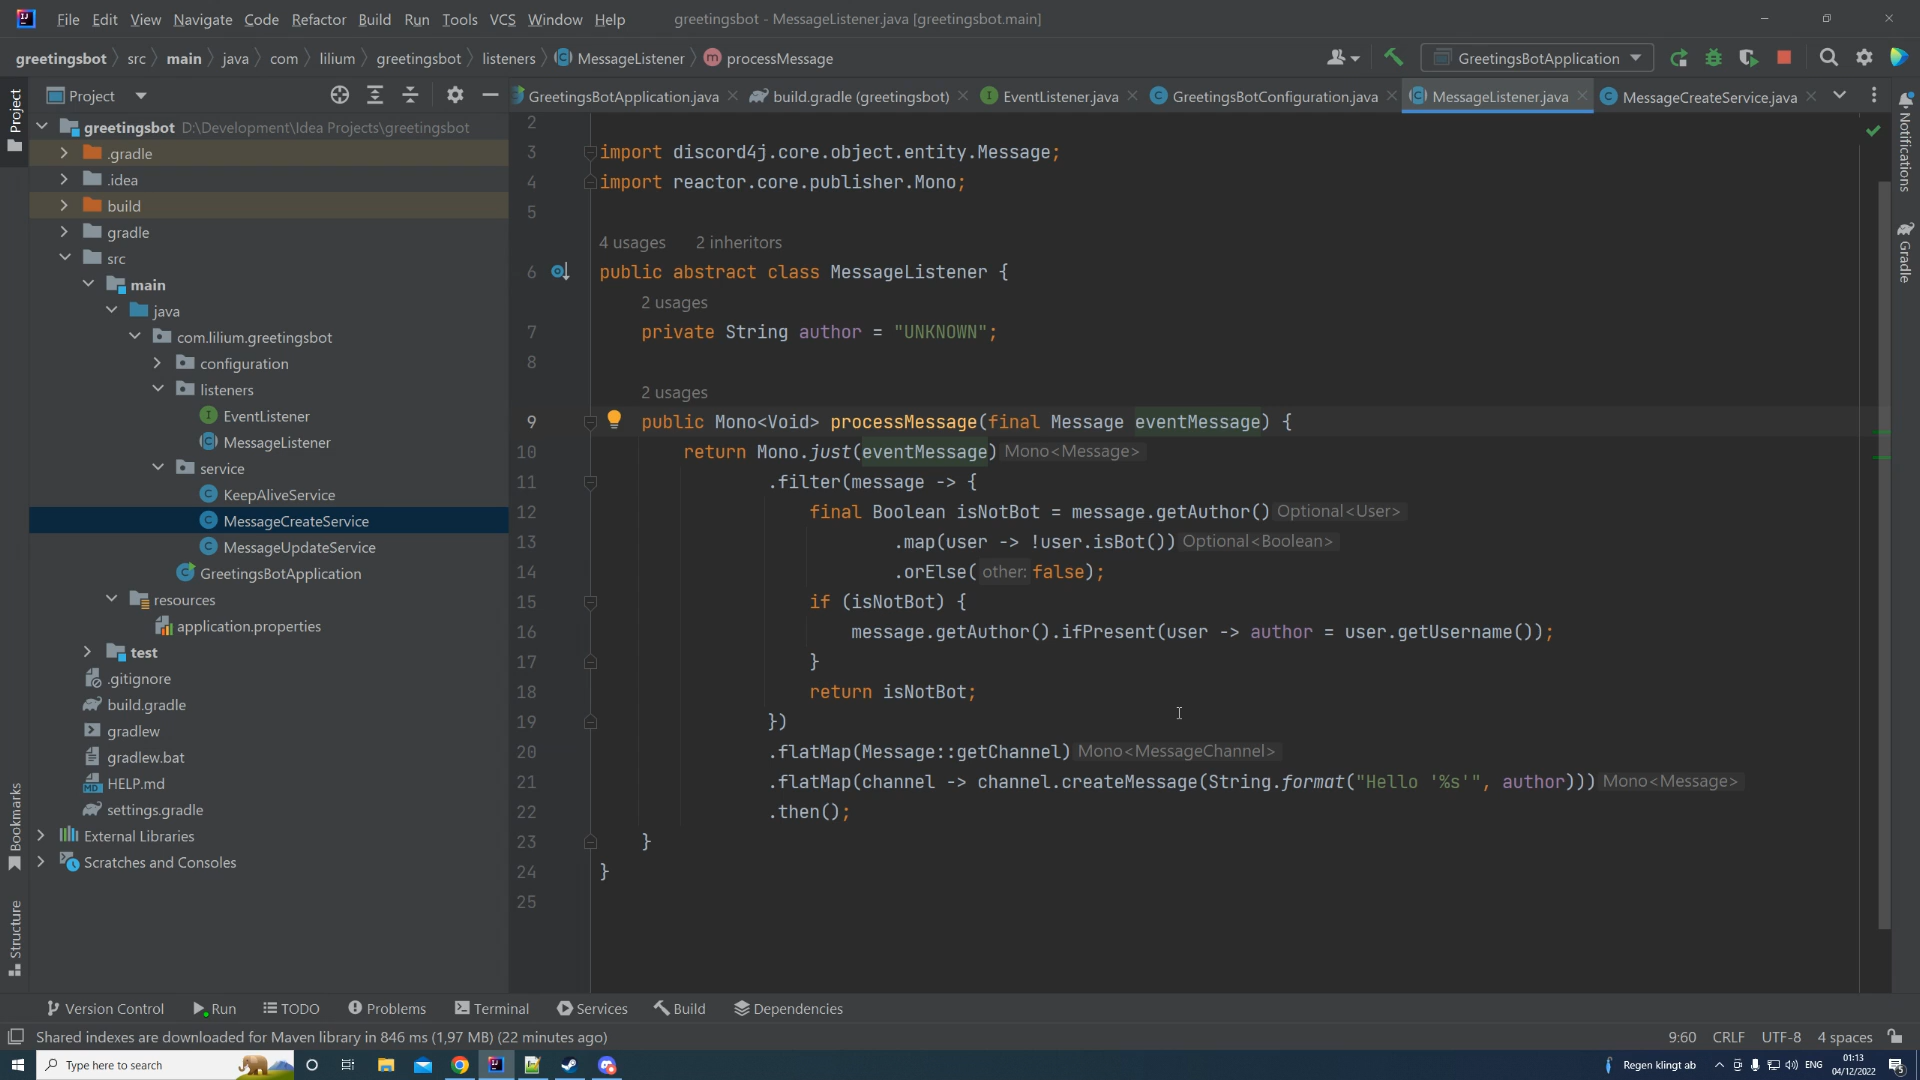 File Edit View Navigate Code Refactor Build Run Tools VCS Window Help greetingsbot - MessageListener.java [greetingsbot.main]
greetingsbot src main java com lilium greetingsbot listeners MessageListener processMessage GreetingsBotApplication
Project
GreetingsBotApplication.java build.gradle (greetingsbot) EventListener.java GreetingsBotConfiguration.java MessageListener.java MessageCreateService.java
Project
greetingsbot D:\Development\Idea Projects\greetingsbot
.gradle
.idea
build
gradle
src
main
java
com.lilium.greetingsbot
configuration
listeners
EventListener
MessageListener
service
KeepAliveService
MessageCreateService
MessageUpdateService
GreetingsBotApplication
resources
application.properties
test
.gitignore
build.gradle
gradlew
gradlew.bat
HELP.md
settings.gradle
External Libraries
Scratches and Consoles
Bookmarks
Structure
2
3 import discord4j.core.object.entity.Message;
4 import reactor.core.publisher.Mono;
5
4 usages 2 inheritors
6 public abstract class MessageListener {
2 usages
7 private String author = "UNKNOWN";
8
2 usages
9 public Mono<Void> processMessage(final Message eventMessage) {
10 return Mono.just(eventMessage) Mono<Message>
11 .filter(message -> {
12 final Boolean isNotBot = message.getAuthor() Optional<User>
13 .map(user -> !user.isBot()) Optional<Boolean>
14 .orElse( other: false);
15 if (isNotBot) {
16 message.getAuthor().ifPresent(user -> author = user.getUsername());
17 }
18 return isNotBot;
19 })
20 .flatMap(Message::getChannel) Mono<MessageChannel>
21 .flatMap(channel -> channel.createMessage(String.format("Hello '%s'", author))) Mono<Message>
22 .then();
23 }
24 }
25
Notifications
Gradle
Version Control Run TODO Problems Terminal Services Build Dependencies
Shared indexes are downloaded for Maven library in 846 ms (1,97 MB) (22 minutes ago) 9:60 CRLF UTF-8 4 spaces
Type here to search Regen klingt ab ENG 01:13
04/12/2022 5